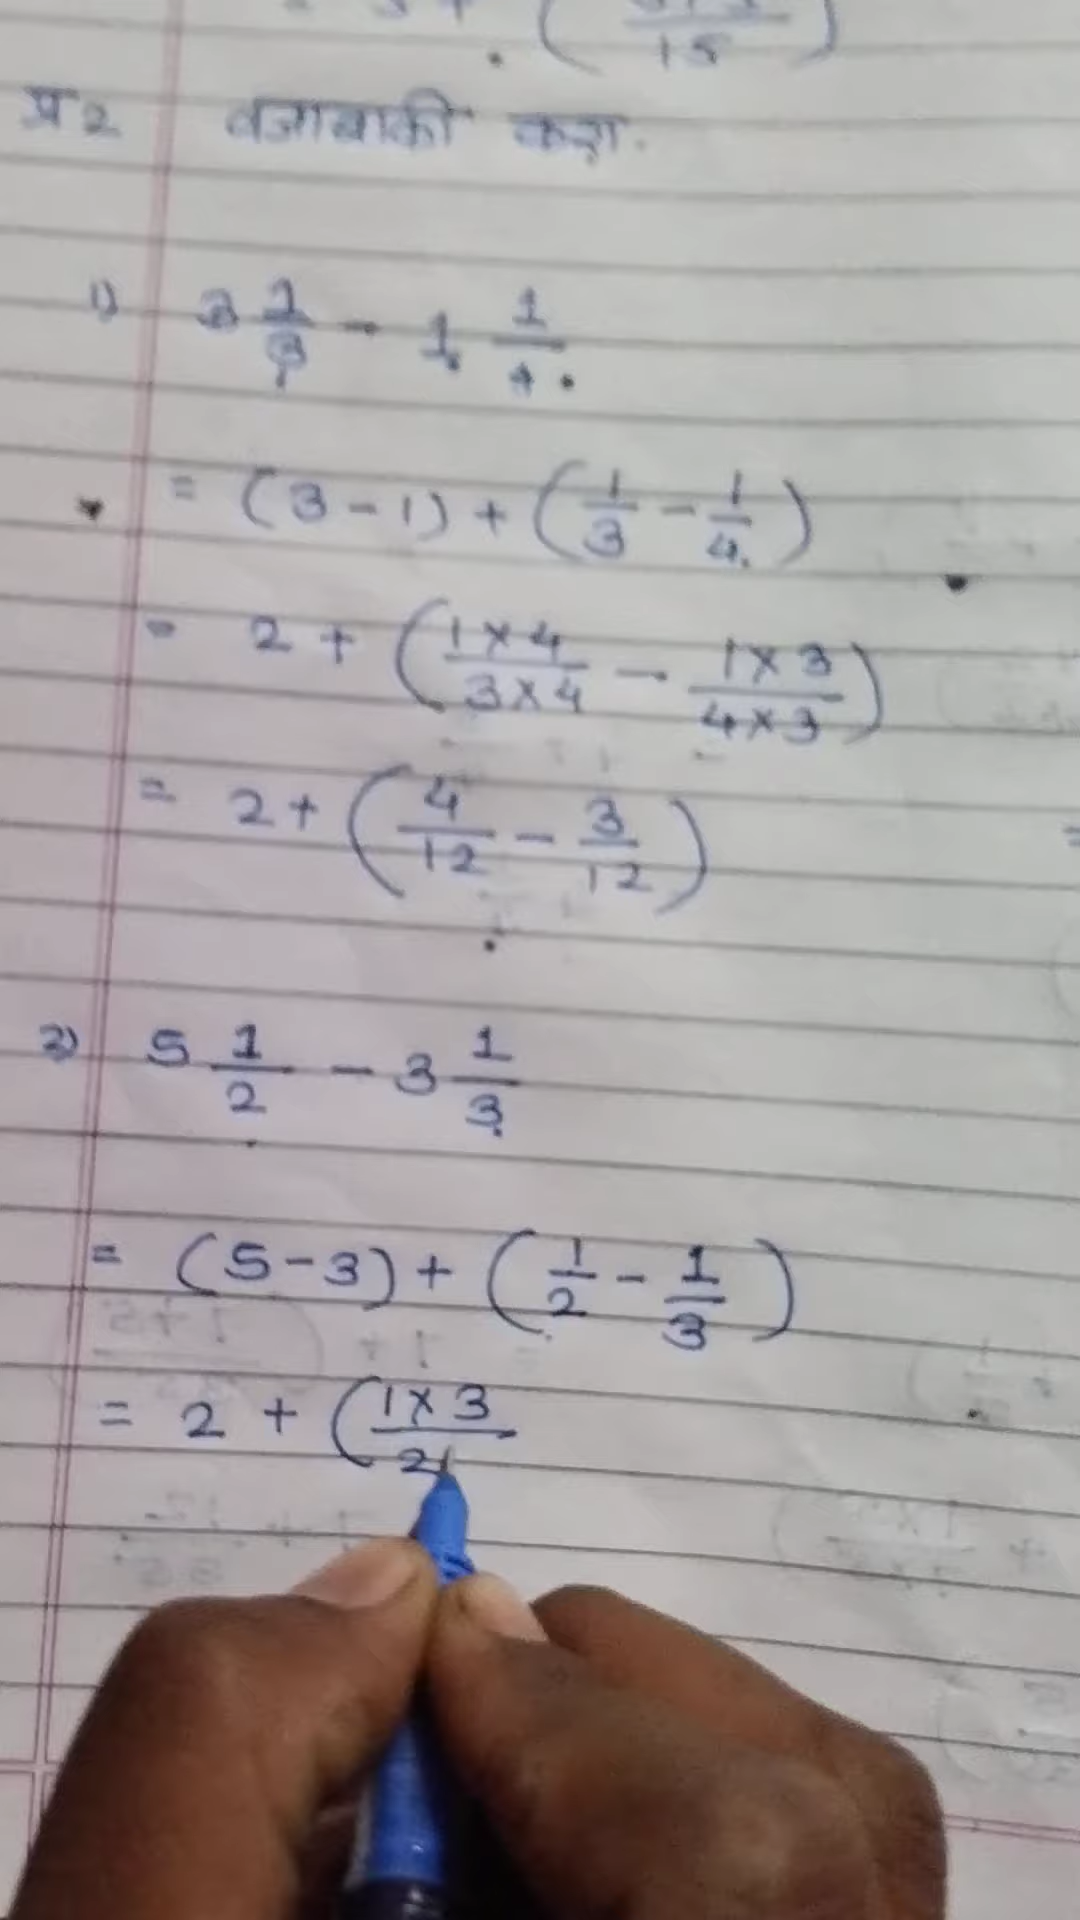 15
प्र २ वजाबाकी करा.
1) 3 1/3 - 1 1/4
= (3 - 1) + (1/3 - 1/4)
= 2 + (1×4/3×4 - 1×3/4×3)
= 2 + (4/12 - 3/12)
2) 5 1/2 - 3 1/3
= (5 - 3) + (1/2 - 1/3)
= 2 + (1×3/2